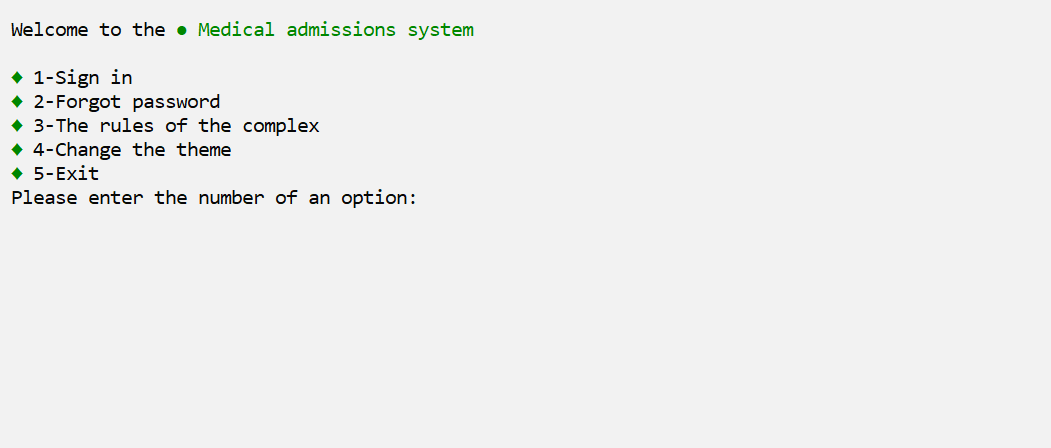 Welcome to the ● Medical admissions system
♦ 1-Sign in
♦ 2-Forgot password
♦ 3-The rules of the complex
♦ 4-Change the theme
♦ 5-Exit
Please enter the number of an option: